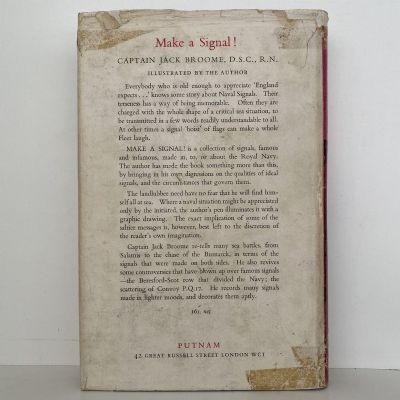 Make a Signal!
CAPTAIN JACK BROOME, D.S.C., R.N.
ILLUSTRATED BY THE AUTHOR
Everybody who is old enough to appreciate 'England
expects . . .' knows some story about Naval Signals. Their
terseness has a way of being memorable. Often they are
charged with the whole shape of a critical sea situation, to
be transmitted in a few words readily understandable to all.
At other times a signal 'hoist' of flags can make a whole
Fleet laugh.
MAKE A SIGNAL! is a collection of signals, famous
and infamous, made in, to, or about the Royal Navy.
The author has made the book something more than this,
by bringing in his own digressions on the qualities of ideal
signals, and the circumstances that govern them.
The landlubber need have no fear that he will find him-
self all at sea. Where a naval situation might be appreciated
only by the initiated, the author's pen illuminates it with a
graphic drawing. The exact implication of some of the
saltier messages is, however, best left to the discretion of
the reader's own imagination.
Captain Jack Broome re-tells many sea battles, from
Salamis to the chase of the Bismarck, in terms of the
signals that were made on both sides. He also revives
some controversies that have blown up over famous signals
—the Beresford-Scott row that divided the Navy; the
scattering of Convoy P.Q.17. He records many signals
made in lighter moods, and decorates them aptly.
PUTNAM
42 GREAT RUSSELL STREET LONDON WC1